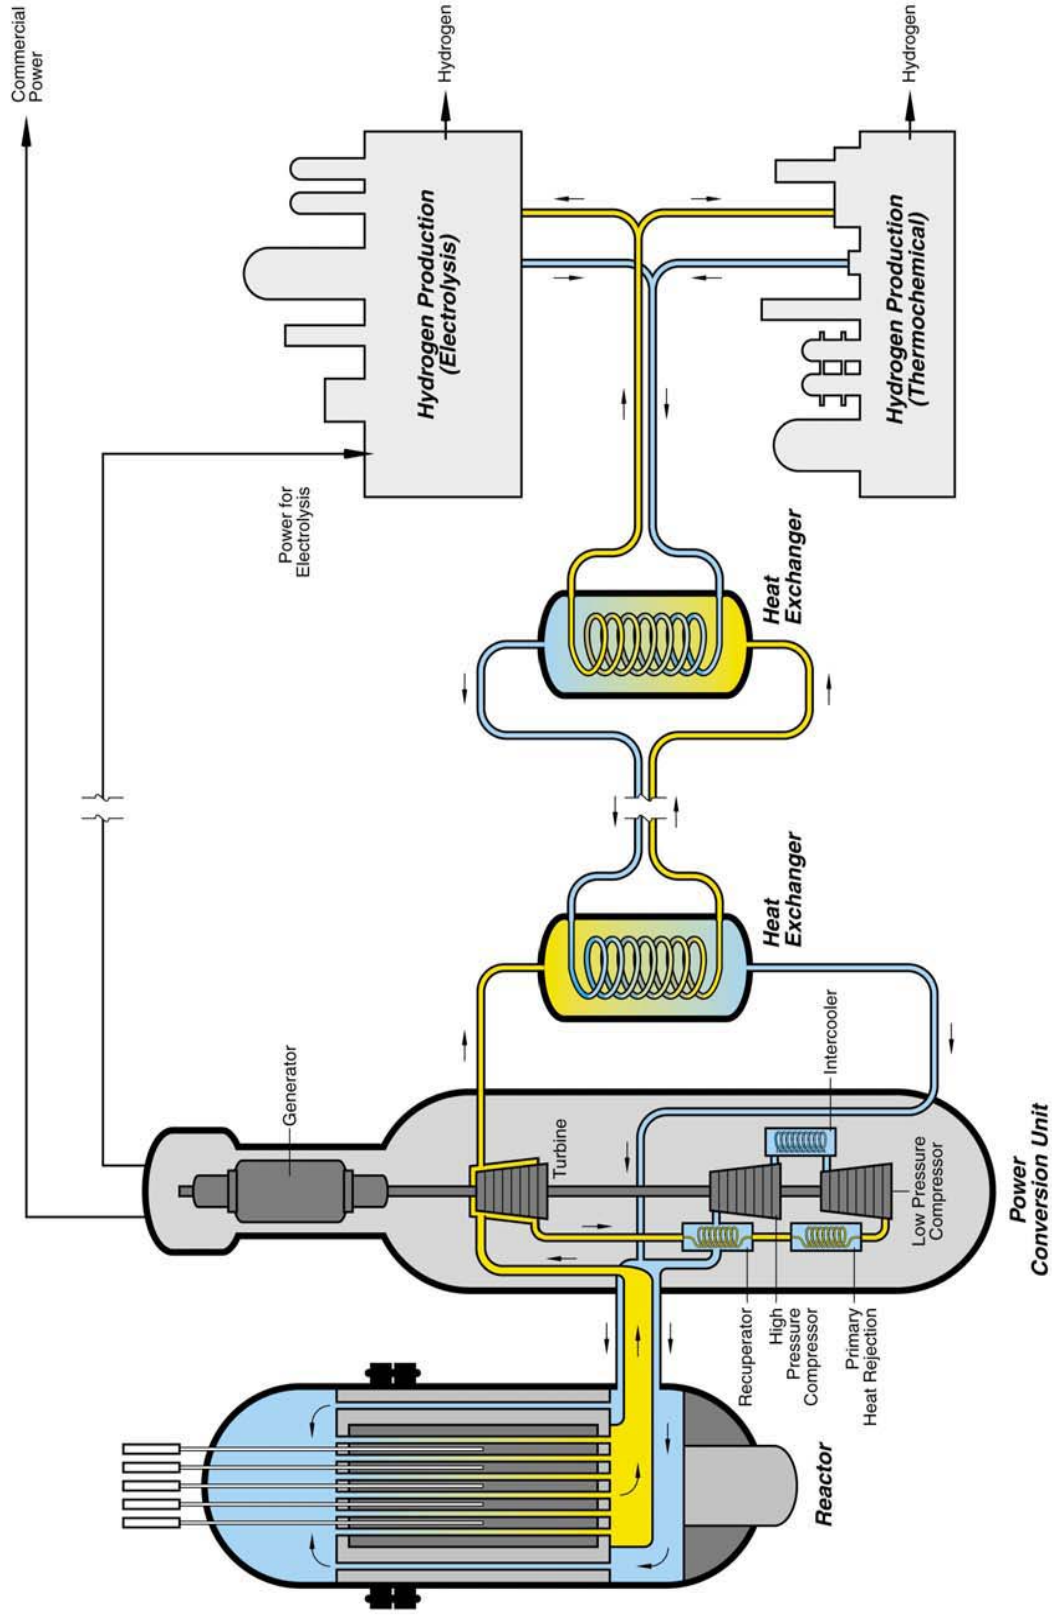 Commercial
Power
Hydrogen
Hydrogen
Hydrogen Production
(Electrolysis)
Hydrogen Production
(Thermochemical)
Power for
Electrolysis
Heat
Exchanger
Heat
Exchanger
Generator
Turbine
Intercooler
Low Pressure
Compressor
Recuperator
High
Pressure
Compressor
Primary
Heat Rejection
Power
Conversion Unit
Reactor